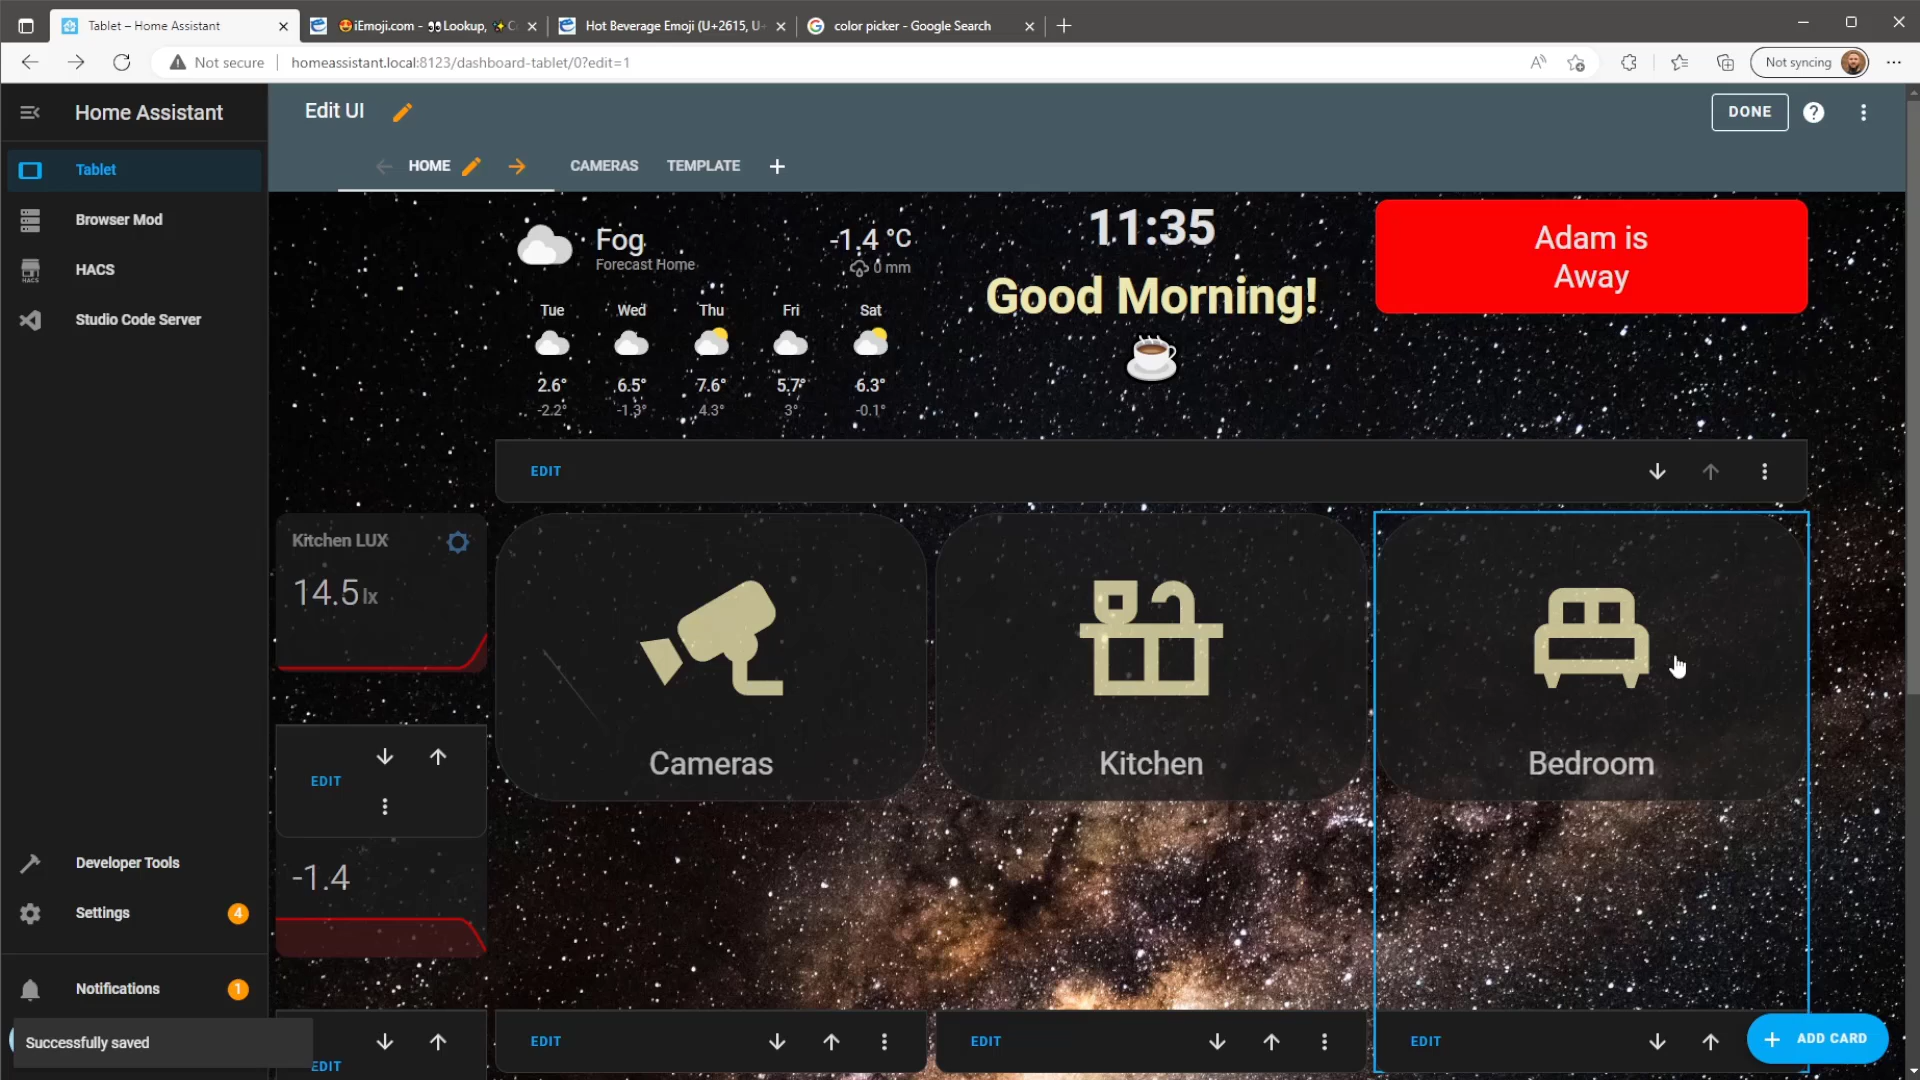 Tablet – Home Assistant
🤩iEmoji.com - 👀Lookup, ✨C
Hot Beverage Emoji (U+2615, U+
color picker - Google Search
Not secure
homeassistant.local:8123/dashboard-tablet/0?edit=1
Not syncing
Home Assistant
Edit UI
DONE
HOME
CAMERAS
TEMPLATE
Tablet
Browser Mod
HACS
HACS
Studio Code Server
Developer Tools
Settings
4
Notifications
1
Successfully saved
Fog
Forecast Home
-1.4 °C
0 mm
Tue Wed Thu Fri Sat
2.6° 6.5° 7.6° 5.7° 6.3°
-2.2° -1.3° 4.3° 3° -0.1°
11:35
Good Morning!
Adam is
Away
EDIT
Kitchen LUX
14.5 lx
EDIT
-1.4
EDIT
Cameras
Kitchen
Bedroom
EDIT
EDIT
EDIT
ADD CARD